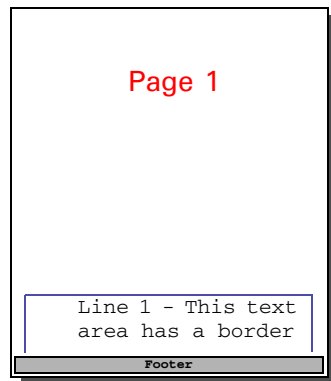 Page 1
Line 1 - This text
area has a border
Footer